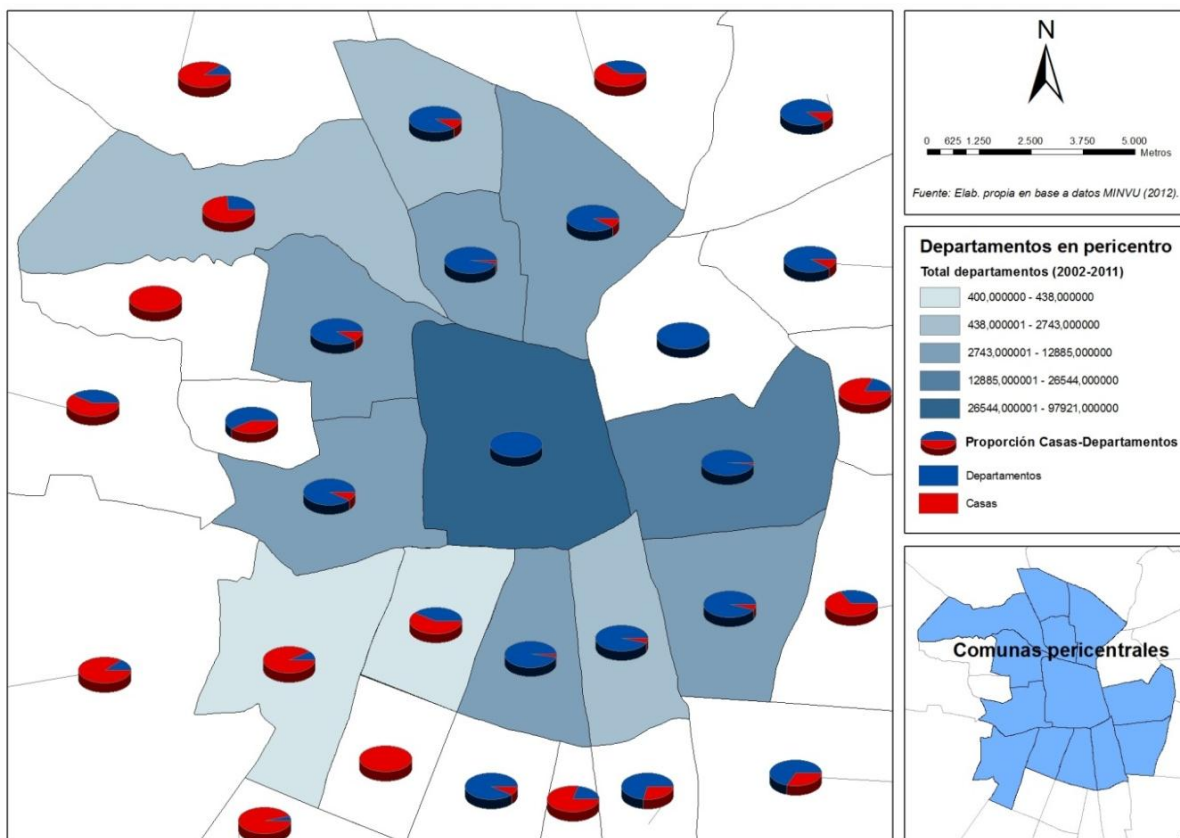 N
0 625 1.250 2.500 3.750 5.000
Metros
Fuente: Elab. propia en base a datos MINVU (2012).
Departamentos en pericentro
Total departamentos (2002-2011)
400,000000 - 438,000000
438,000001 - 2743,000000
2743,000001 - 12885,000000
12885,000001 - 26544,000000
26544,000001 - 97921,000000
Proporción Casas-Departamentos
Departamentos
Casas
Comunas pericentrales